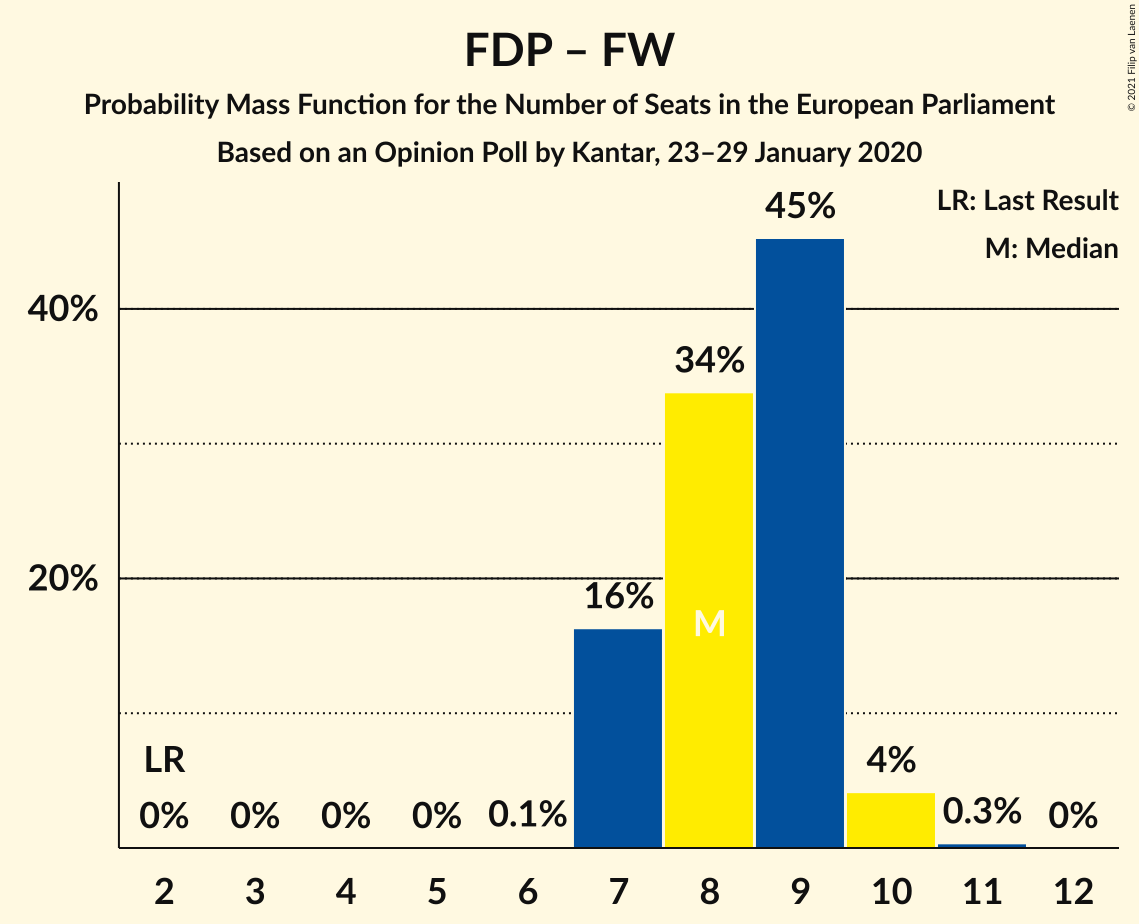 FDP – FW
Probability Mass Function for the Number of Seats in the European Parliament
Based on an Opinion Poll by Kantar, 23–29 January 2020
© 2021 Filip van Laenen
LR: Last Result
M: Median
45%
40%
34%
20%
16%
M
LR
4%
0%
0%
0%
0%
0.1%
0.3%
0%
2 3 4 5 6 7 8 9 10 11 12